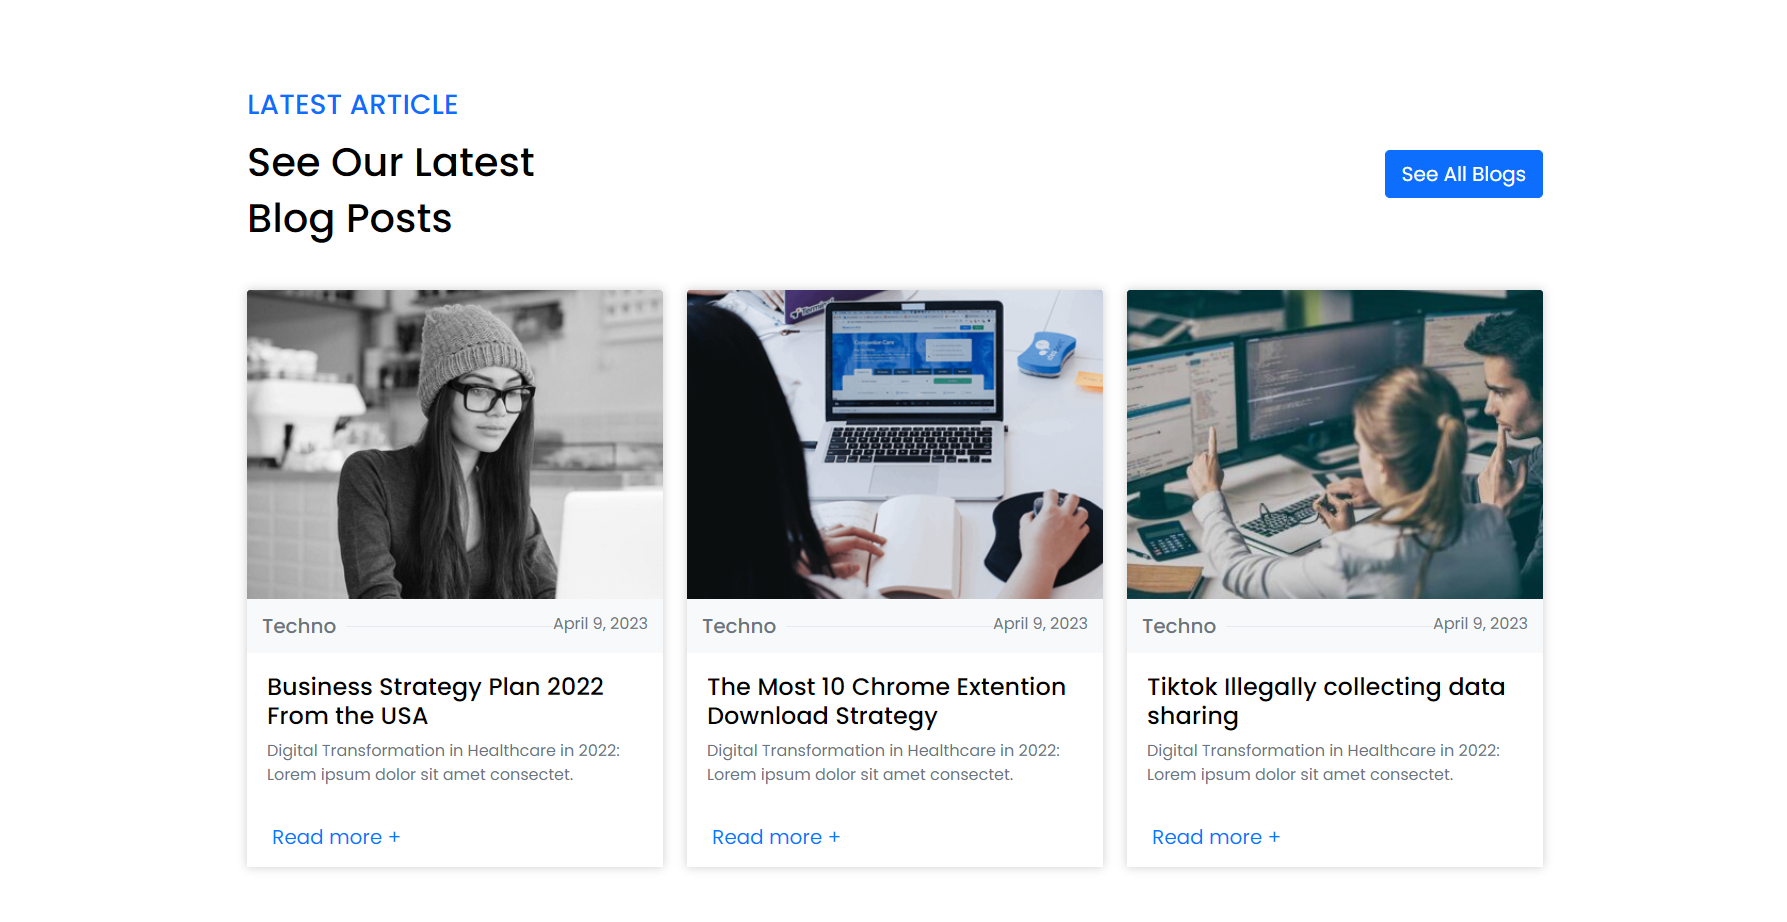 LATEST ARTICLE
See Our Latest
Blog Posts
See All Blogs
Companion Care
Techno
April 9, 2023
Business Strategy Plan 2022
From the USA
Digital Transformation in Healthcare in 2022:
Lorem ipsum dolor sit amet consectet.
Read more +
Techno
April 9, 2023
The Most 10 Chrome Extention
Download Strategy
Digital Transformation in Healthcare in 2022:
Lorem ipsum dolor sit amet consectet.
Read more +
Techno
April 9, 2023
Tiktok Illegally collecting data
sharing
Digital Transformation in Healthcare in 2022:
Lorem ipsum dolor sit amet consectet.
Read more +